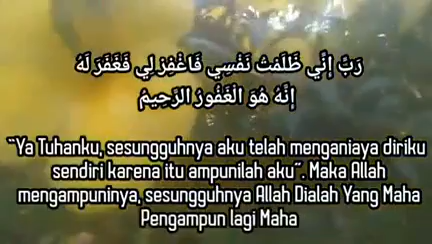 رَبِّ إِنِّي ظَلَمْتُ نَفْسِي فَاغْفِرْ لِي فَغَفَرَ لَهُ
إِنَّهُ هُوَ الْغَفُورُ الرَّحِيمُ
"Ya Tuhanku, sesungguhnya aku telah menganiaya diriku
sendiri karena itu ampunilah aku". Maka Allah
mengampuninya, sesungguhnya Allah Dialah Yang Maha
Pengampun lagi Maha